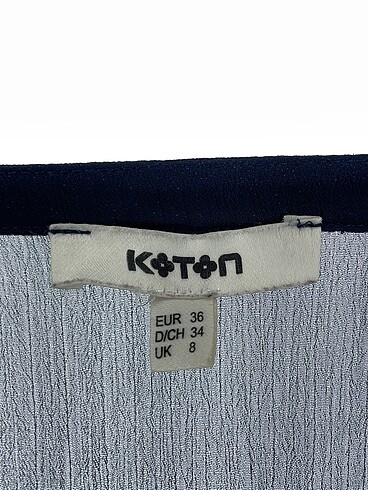 KOTON
EUR 36
D/CH 34
UK 8